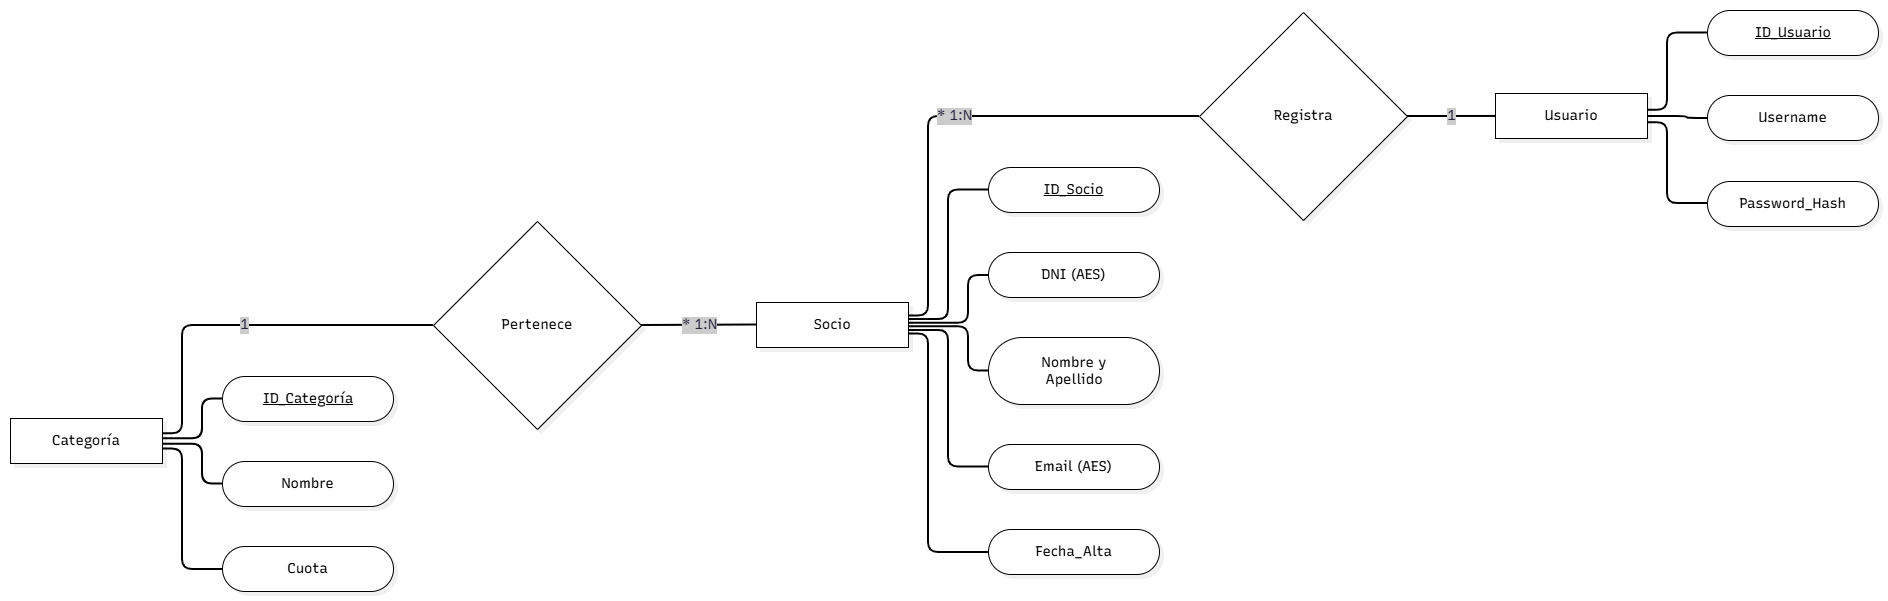 ID_Usuario
* 1:N
Registra
1
Usuario
Username
ID_Socio
Password_Hash
DNI (AES)
1
Pertenece
* 1:N
Socio
Nombre y
Apellido
ID_Categoría
Categoría
Email (AES)
Nombre
Fecha_Alta
Cuota